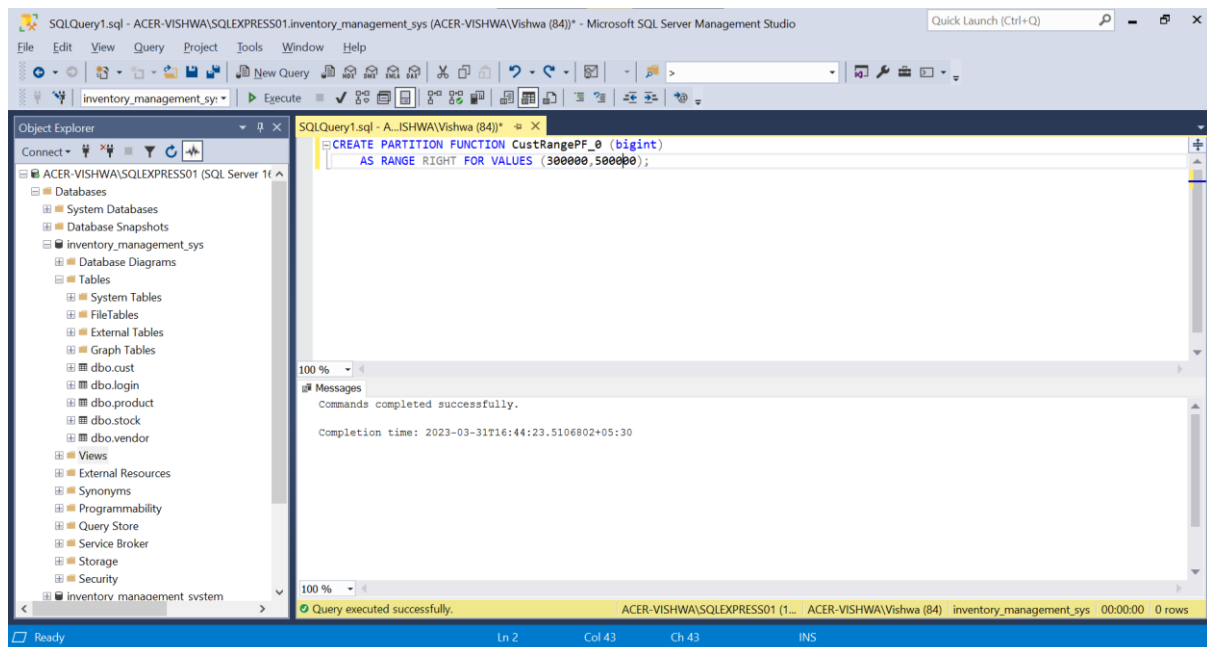 SQLQuery1.sql - ACER-VISHWA\SQLEXPRESS01.inventory_management_sys (ACER-VISHWA\Vishwa (84))* - Microsoft SQL Server Management Studio
Quick Launch (Ctrl+Q)
File Edit View Query Project Tools Window Help
New Query
inventory_management_sy:
Execute
Object Explorer
Connect
ACER-VISHWA\SQLEXPRESS01 (SQL Server 16
Databases
System Databases
Database Snapshots
inventory_management_sys
Database Diagrams
Tables
System Tables
FileTables
External Tables
Graph Tables
dbo.cust
dbo.login
dbo.product
dbo.stock
dbo.vendor
Views
External Resources
Synonyms
Programmability
Query Store
Service Broker
Storage
Security
inventory management system
SQLQuery1.sql - A...ISHWA\Vishwa (84))*
CREATE PARTITION FUNCTION CustRangePF_0 (bigint)
AS RANGE RIGHT FOR VALUES (300000,500000);
100 %
Messages
Commands completed successfully.
Completion time: 2023-03-31T16:44:23.5106802+05:30
100 %
Query executed successfully. ACER-VISHWA\SQLEXPRESS01 (1... ACER-VISHWA\Vishwa (84) inventory_management_sys 00:00:00 0 rows
Ready Ln 2 Col 43 Ch 43 INS